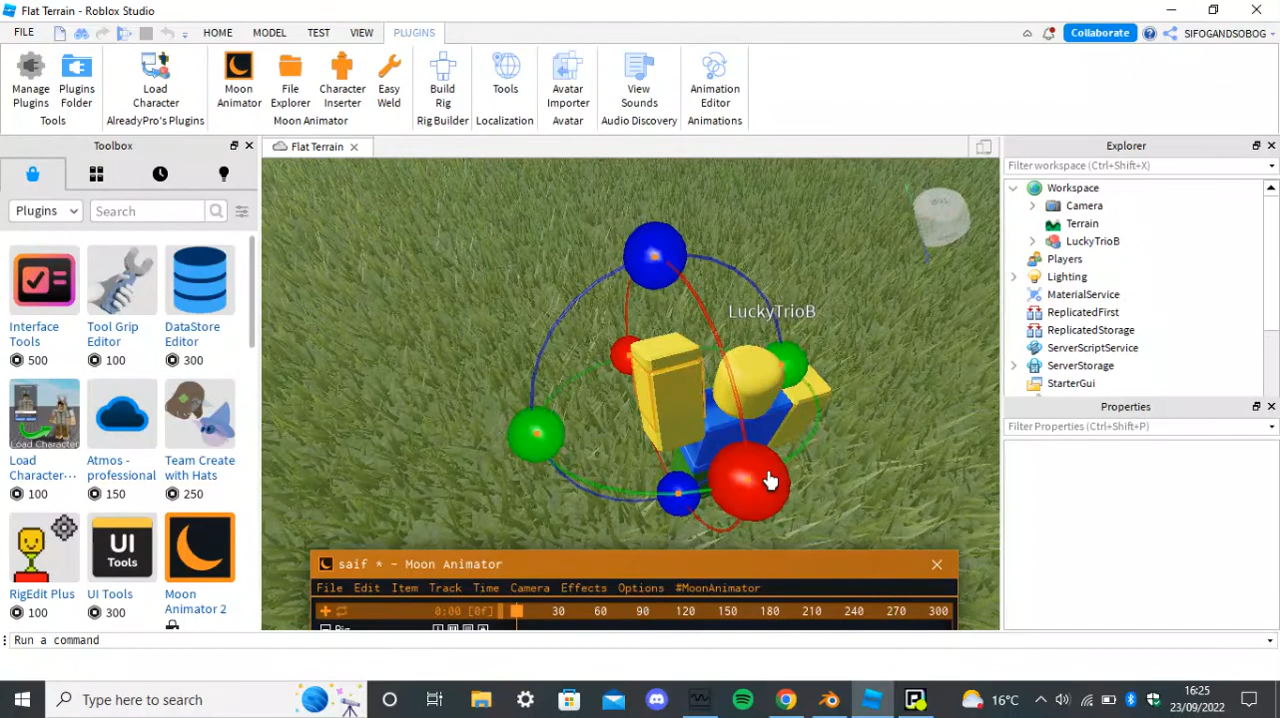 Flat Terrain - Roblox Studio
FILE HOME MODEL TEST VIEW PLUGINS Collaborate SIFOGANDSOBOG
Manage Plugins
Plugins Folder
Load Character
Moon Animator
File Explorer
Character Inserter
Easy Weld
Build Rig
Tools
Avatar Importer
View Sounds
Animation Editor
Tools AlreadyPro's Plugins Moon Animator Rig Builder Localization Avatar Audio Discovery Animations
Toolbox
Plugins Search
Interface Tools
500
Tool Grip Editor
100
DataStore Editor
300
Load Character...
100
Atmos - professional
150
Team Create with Hats
250
UI Tools
RigEdit Plus
100
UI Tools
300
Moon Animator 2
Flat Terrain
LuckyTrioB
saif * - Moon Animator
File Edit Item Track Time Camera Effects Options #MoonAnimator
0:00 [0f] 30 60 90 120 150 180 210 240 270 300
Explorer
Filter workspace (Ctrl+Shift+X)
Workspace
Camera
Terrain
LuckyTrioB
Players
Lighting
MaterialService
ReplicatedFirst
ReplicatedStorage
ServerScriptService
ServerStorage
StarterGui
Properties
Filter Properties (Ctrl+Shift+P)
Run a command
Type here to search
16°C
16:25
23/09/2022